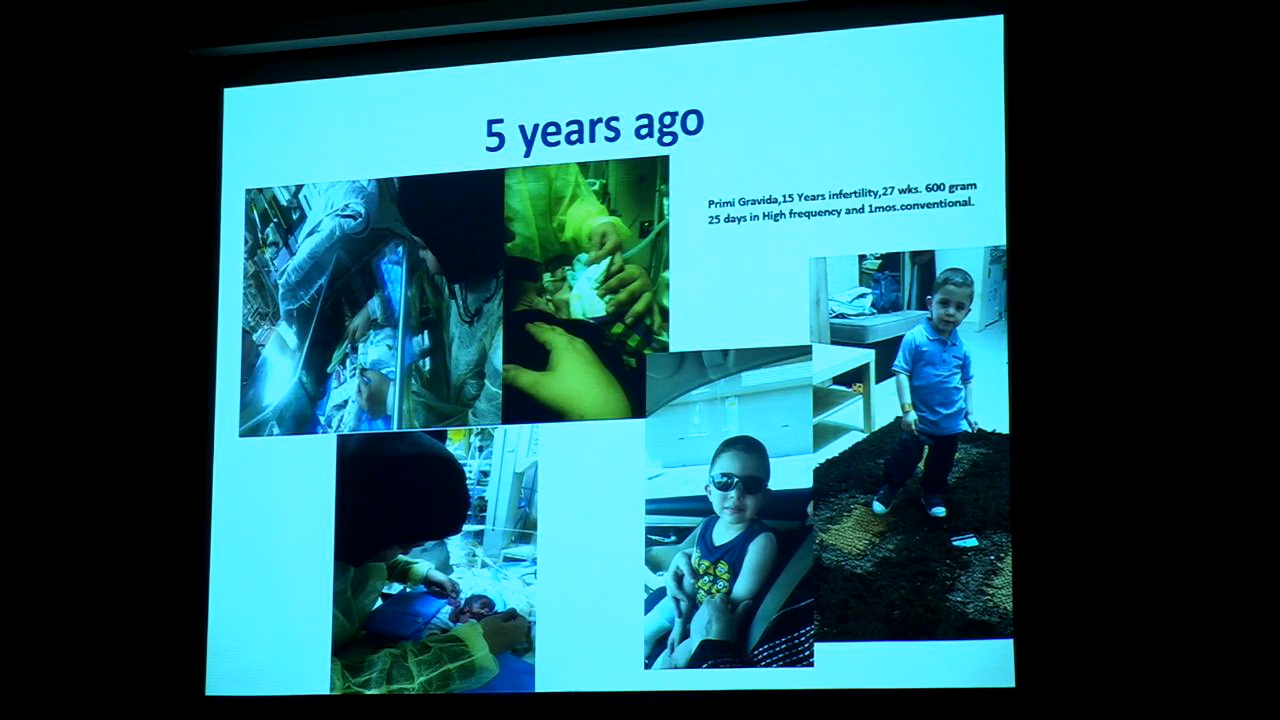 5 years ago
Primi Gravida,15 Years infertility,27 wks. 600 gram
25 days in High frequency and 1mos.conventional.